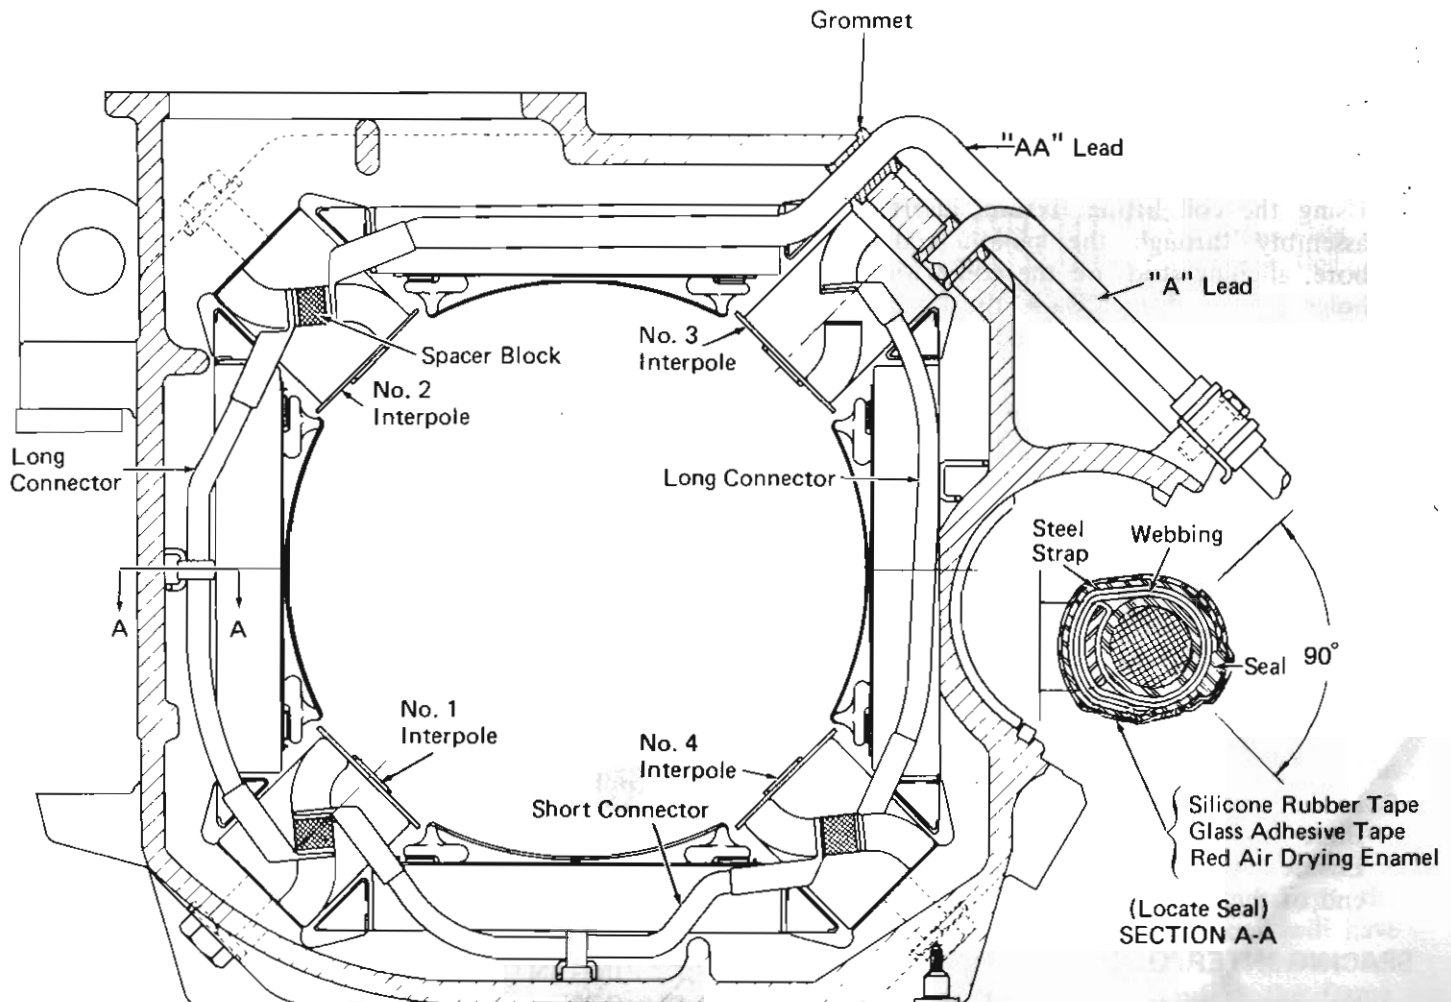 Grommet
"AA" Lead
"A" Lead
No. 3
Interpole
Spacer Block
No. 2
Interpole
Long
Connector
Long Connector
Steel
Strap
Webbing
A
A
Seal
90°
No. 1
Interpole
No. 4
Interpole
Short Connector
Silicone Rubber Tape
Glass Adhesive Tape
Red Air Drying Enamel
(Locate Seal)
SECTION A-A